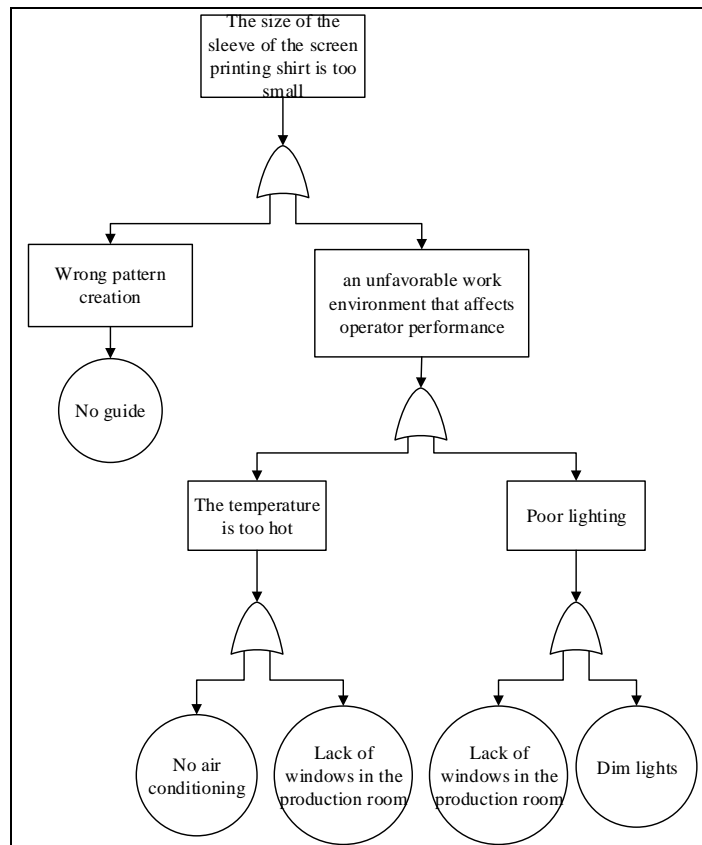 The size of the
sleeve of the screen
printing shirt is too
small
Wrong pattern
creation
an unfavorable work
environment that affects
operator performance
No guide
The temperature
is too hot
Poor lighting
No air
conditioning
Lack of
windows in the
production room
Lack of
windows in the
production room
Dim lights